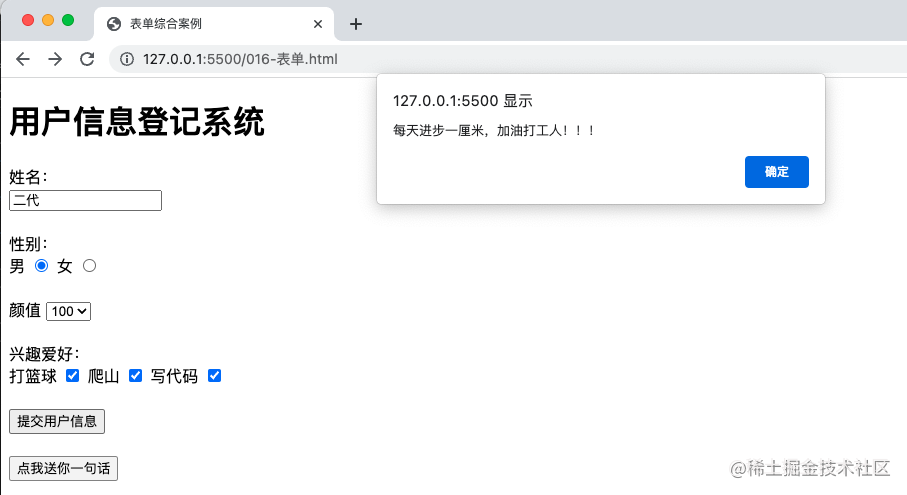 表单综合案例
127.0.0.1:5500/016-表单.html
127.0.0.1:5500 显示
每天进步一厘米，加油打工人！！！
确定
用户信息登记系统
姓名：
二代
性别：
男 女
颜值 100
兴趣爱好：
打篮球 爬山 写代码
提交用户信息
点我送你一句话
@稀土掘金技术社区